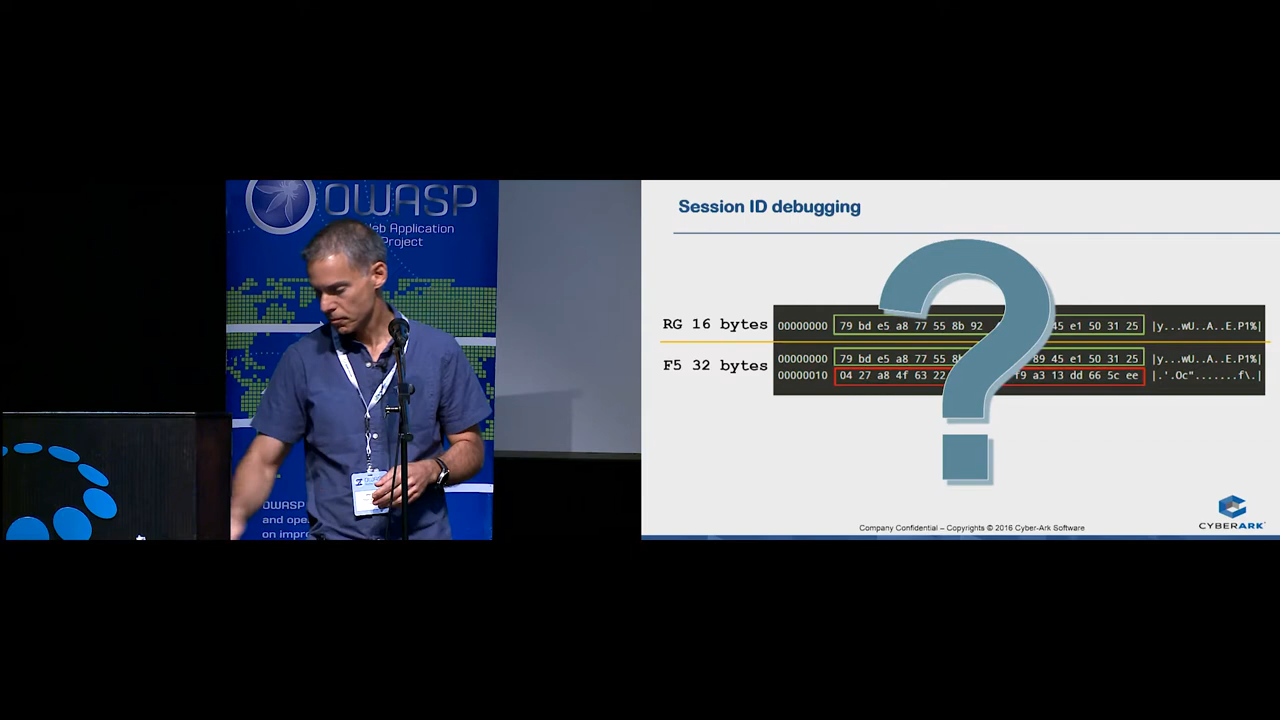 OWASP
Web Application
Project
OWASP
and ope
on impro
OWASP
Session ID debugging
RG 16 bytes
00000000 79 bd e5 a8 77 55 8b 92 45 e1 50 31 25 |y...wU..A..E.P1%|
F5 32 bytes
00000000 79 bd e5 a8 77 55 8b 89 45 e1 50 31 25 |y...wU..A..E.P1%|
00000010 04 27 a8 4f 63 22 f9 a3 13 dd 66 5c ee |.'.Oc".......f\.|
?
Company Confidential – Copyrights © 2016 Cyber-Ark Software
CYBERARK